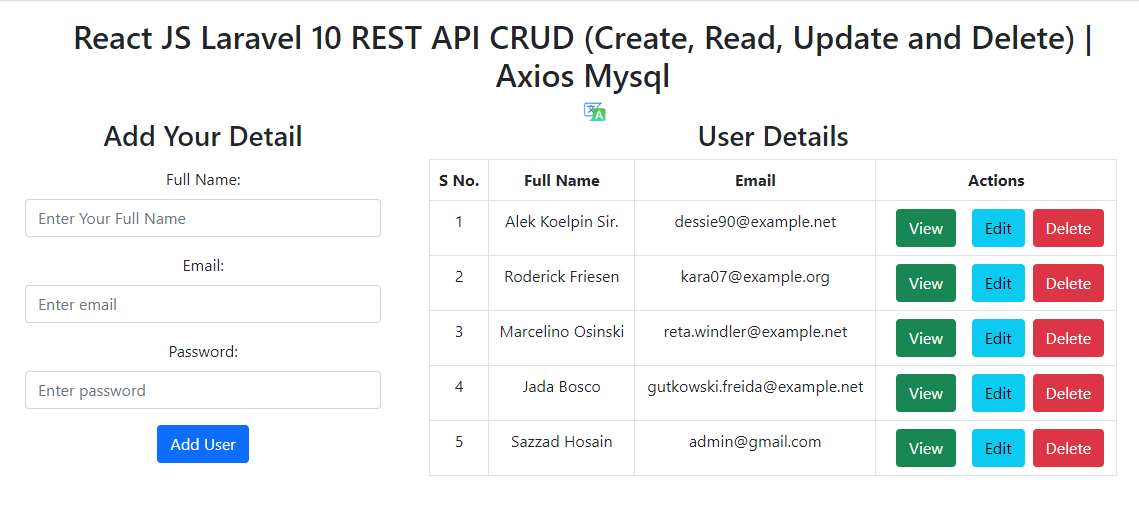 React JS Laravel 10 REST API CRUD (Create, Read, Update and Delete) |
Axios Mysql
Add Your Detail
Full Name:
Enter Your Full Name
Email:
Enter email
Password:
Enter password
Add User
User Details
S No. Full Name Email Actions
1 Alek Koelpin Sir. dessie90@example.net View Edit Delete
2 Roderick Friesen kara07@example.org View Edit Delete
3 Marcelino Osinski reta.windler@example.net View Edit Delete
4 Jada Bosco gutkowski.freida@example.net View Edit Delete
5 Sazzad Hosain admin@gmail.com View Edit Delete